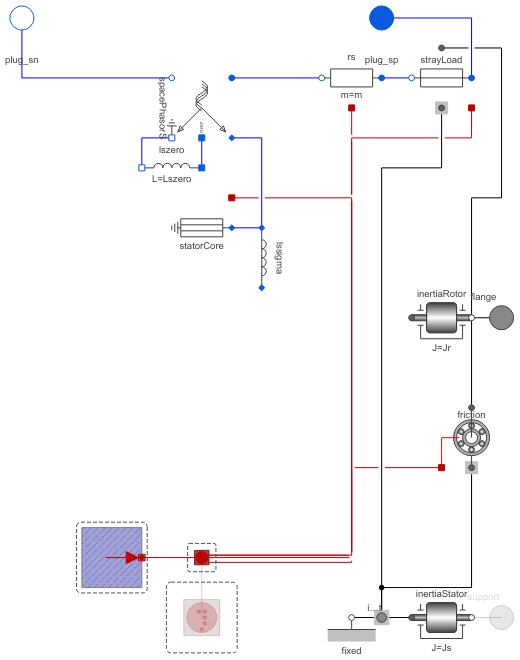 plug_sn
rs
plug_sp
strayLoad
m=m
spacePhasorS
zero
lszero
L=Lszero
statorCore
lssigma
inertiaRotor
flange
J=Jr
friction
inertiaStator
support
i...t
J=Js
fixed